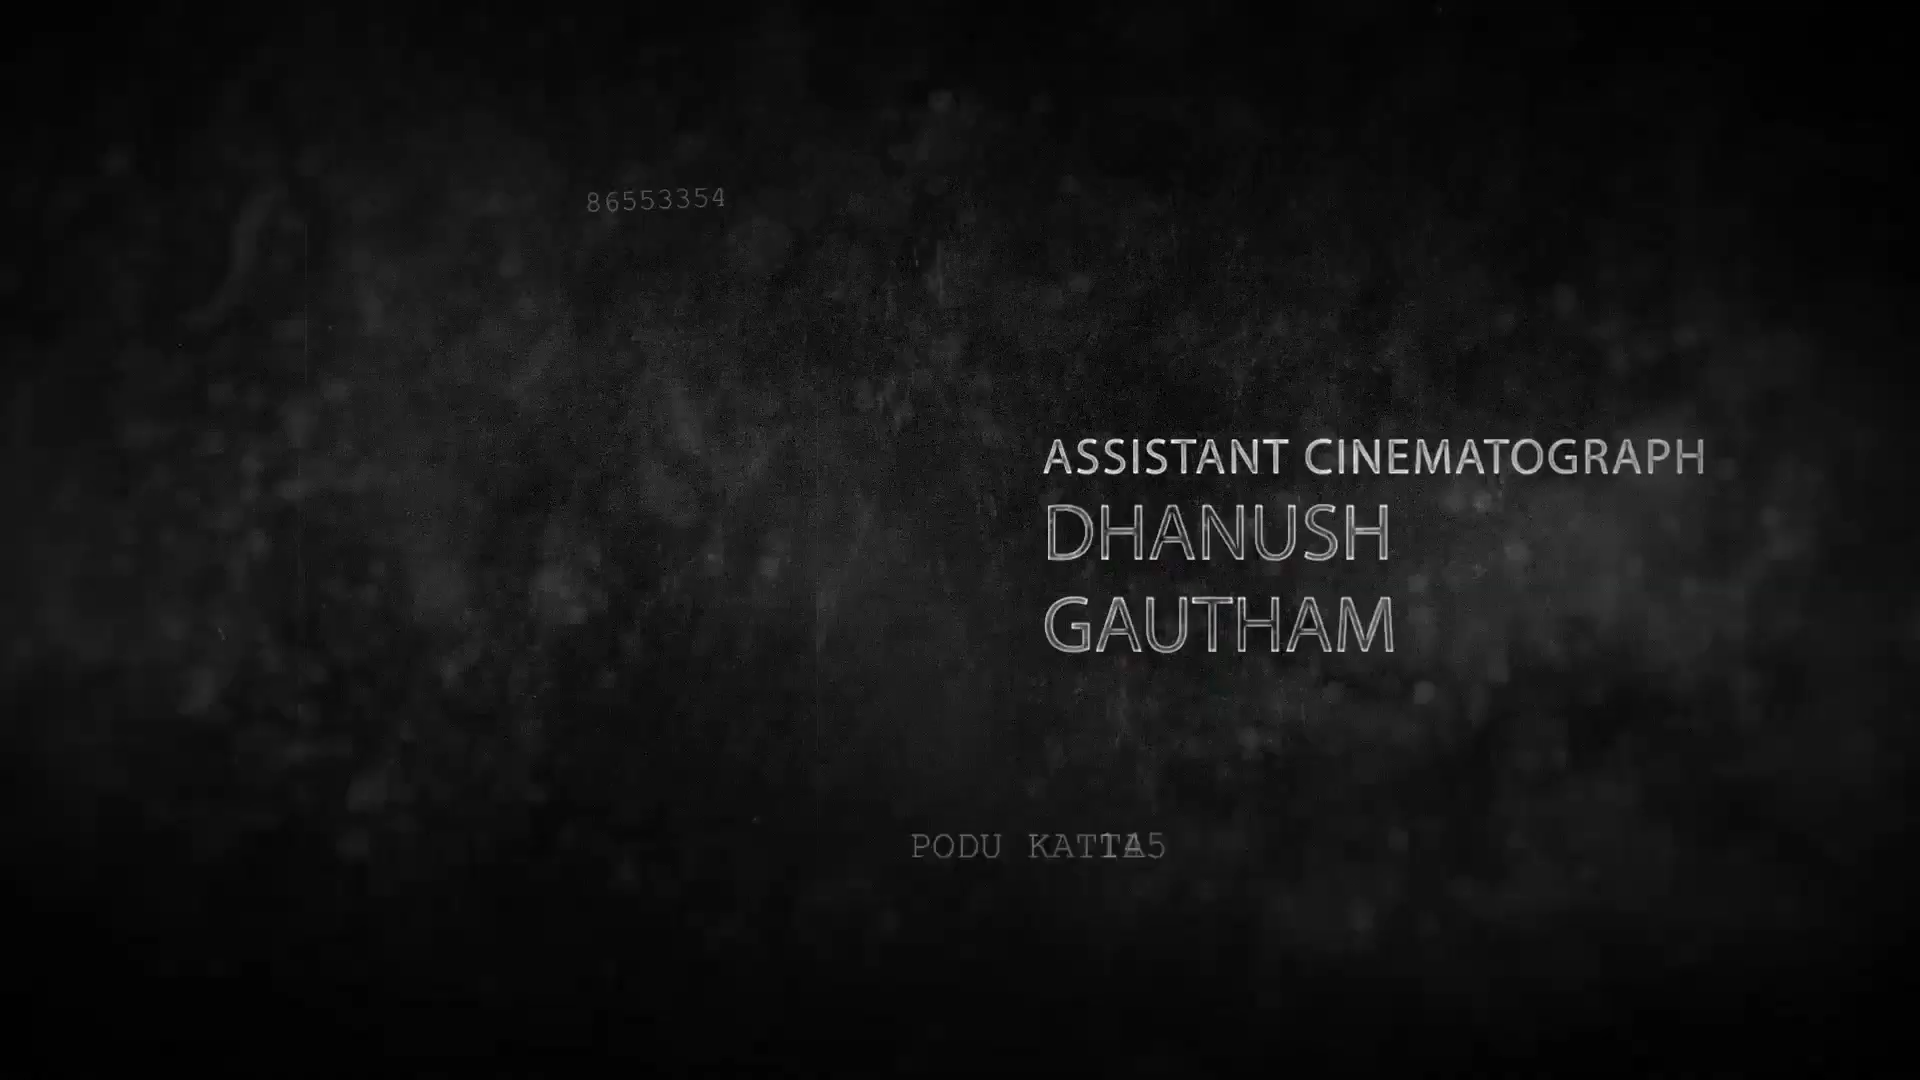 86553354
ASSISTANT CINEMATOGRAPH
DHANUSH
GAUTHAM
PODU